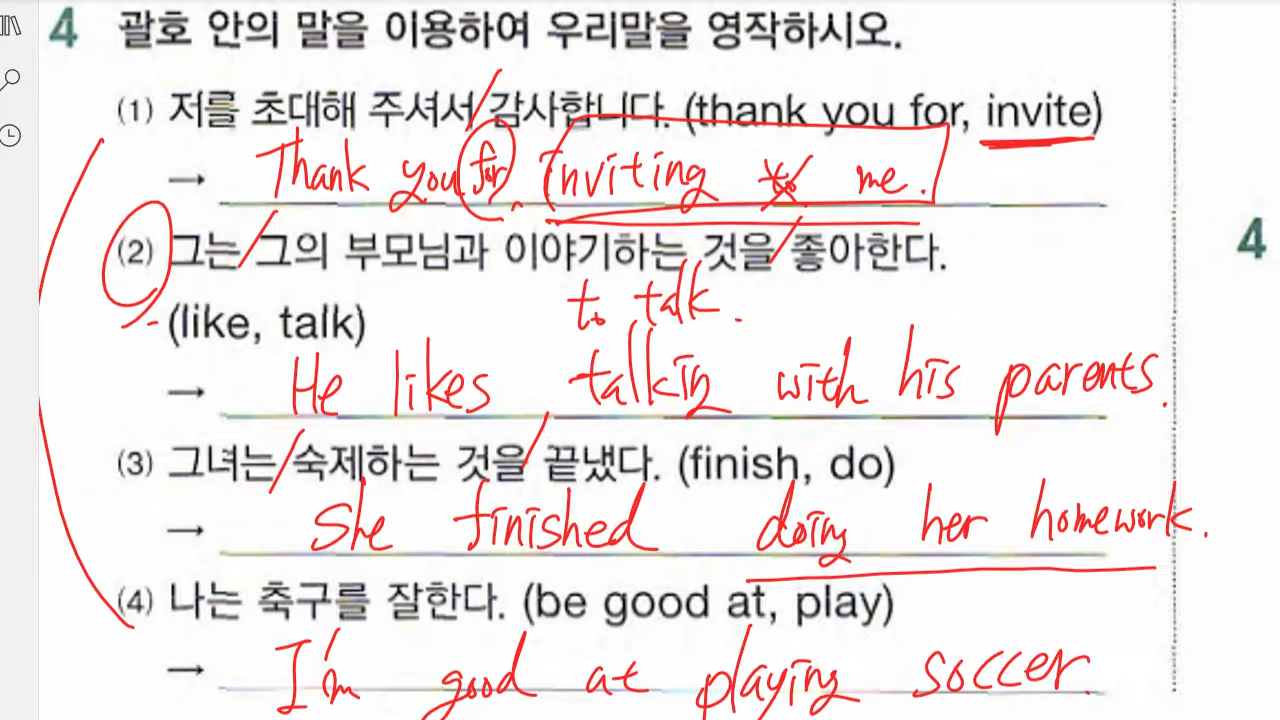 4 괄호 안의 말을 이용하여 우리말을 영작하시오.
(1) 저를 초대해 주셔서 감사합니다. (thank you for, invite)
→ Thank you for inviting to me.
(2) 그는 그의 부모님과 이야기하는 것을 좋아한다.
to talk.
(like, talk)
→ He likes talking with his parents.
(3) 그녀는 숙제하는 것을 끝냈다. (finish, do)
→ She finished doing her homework.
(4) 나는 축구를 잘한다. (be good at, play)
→ I'm good at playing soccer.
4